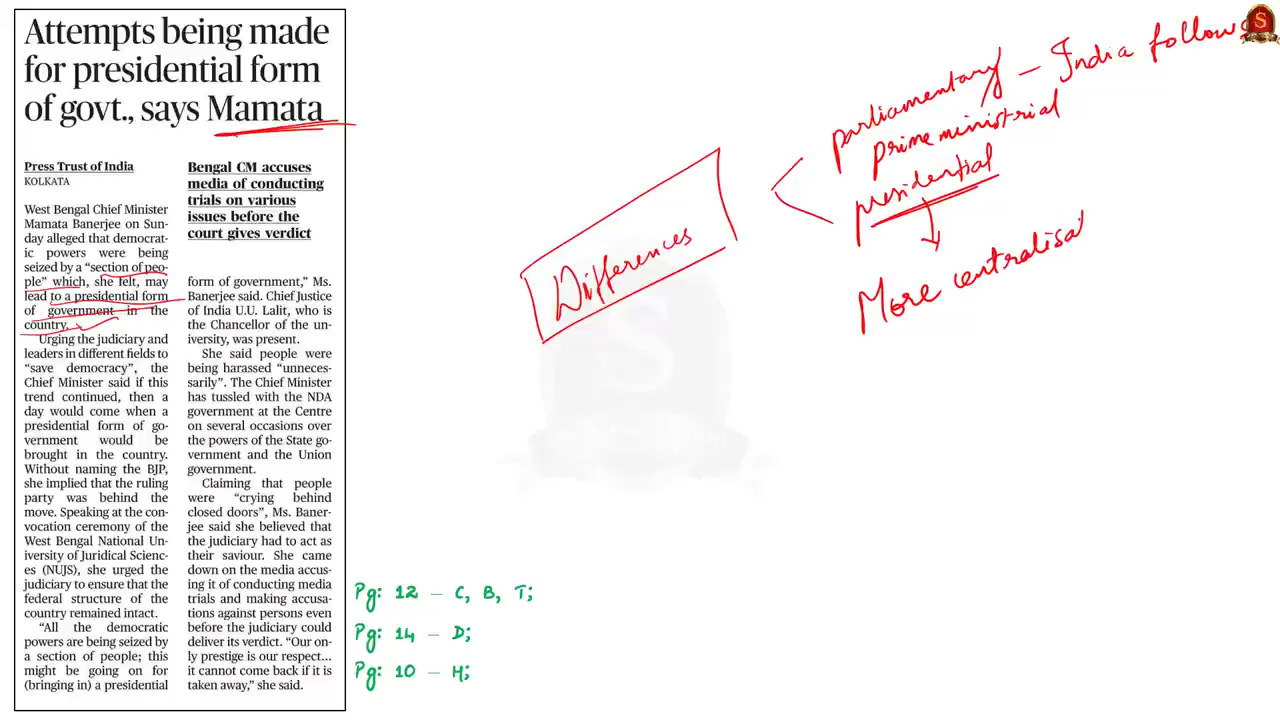 Attempts being made
for presidential form
of govt., says Mamata
Press Trust of India
KOLKATA
West Bengal Chief Minister
Mamata Banerjee on Sun-
day alleged that democrat-
ic powers were being
seized by a “section of peo-
ple” which, she felt, may
lead to a presidential form
of government in the
country.
Urging the judiciary and
leaders in different fields to
“save democracy”, the
Chief Minister said if this
trend continued, then a
day would come when a
presidential form of go-
vernment would be
brought in the country.
Without naming the BJP,
she implied that the ruling
party was behind the
move. Speaking at the con-
vocation ceremony of the
West Bengal National Un-
iversity of Juridical Scienc-
es (NUJS), she urged the
judiciary to ensure that the
federal structure of the
country remained intact.
“All the democratic
powers are being seized by
a section of people; this
might be going on for
(bringing in) a presidential
Bengal CM accuses
media of conducting
trials on various
issues before the
court gives verdict
form of government,” Ms.
Banerjee said. Chief Justice
of India U.U. Lalit, who is
the Chancellor of the un-
iversity, was present.
She said people were
being harassed “unneces-
sarily”. The Chief Minister
has tussled with the NDA
government at the Centre
on several occasions over
the powers of the State go-
vernment and the Union
government.
Claiming that people
were “crying behind
closed doors”, Ms. Baner-
jee said she believed that
the judiciary had to act as
their saviour. She came
down on the media accus-
ing it of conducting media
trials and making accusa-
tions against persons even
before the judiciary could
deliver its verdict. “Our on-
ly prestige is our respect...
it cannot come back if it is
taken away,” she said.
Differences
parliamentary – India follows
prime ministrial
presidential
More centralisa
Pg: 12 – C, B, T;
Pg: 14 – D;
Pg: 10 – H;
S
S